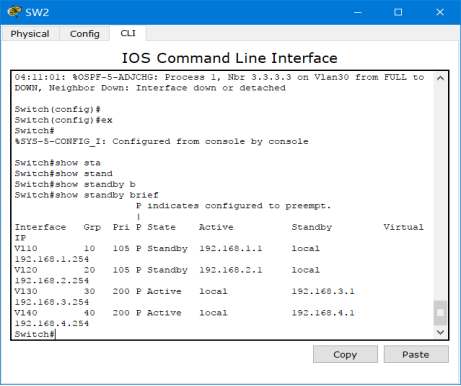 SW2
Physical Config CLI
IOS Command Line Interface
04:11:01: %OSPF-5-ADJCHG: Process 1, Nbr 3.3.3.3 on Vlan30 from FULL to
DOWN, Neighbor Down: Interface down or detached
Switch(config)#
Switch(config)#ex
Switch#
%SYS-5-CONFIG_I: Configured from console by console
Switch#show sta
Switch#show stand
Switch#show standby b
Switch#show standby brief
P indicates configured to preempt.
|
Interface Grp Pri P State Active Standby Virtual
IP
Vl10 10 105 P Standby 192.168.1.1 local
192.168.1.254
Vl20 20 105 P Standby 192.168.2.1 local
192.168.2.254
Vl30 30 200 P Active local 192.168.3.1
192.168.3.254
Vl40 40 200 P Active local 192.168.4.1
192.168.4.254
Switch#
Copy Paste